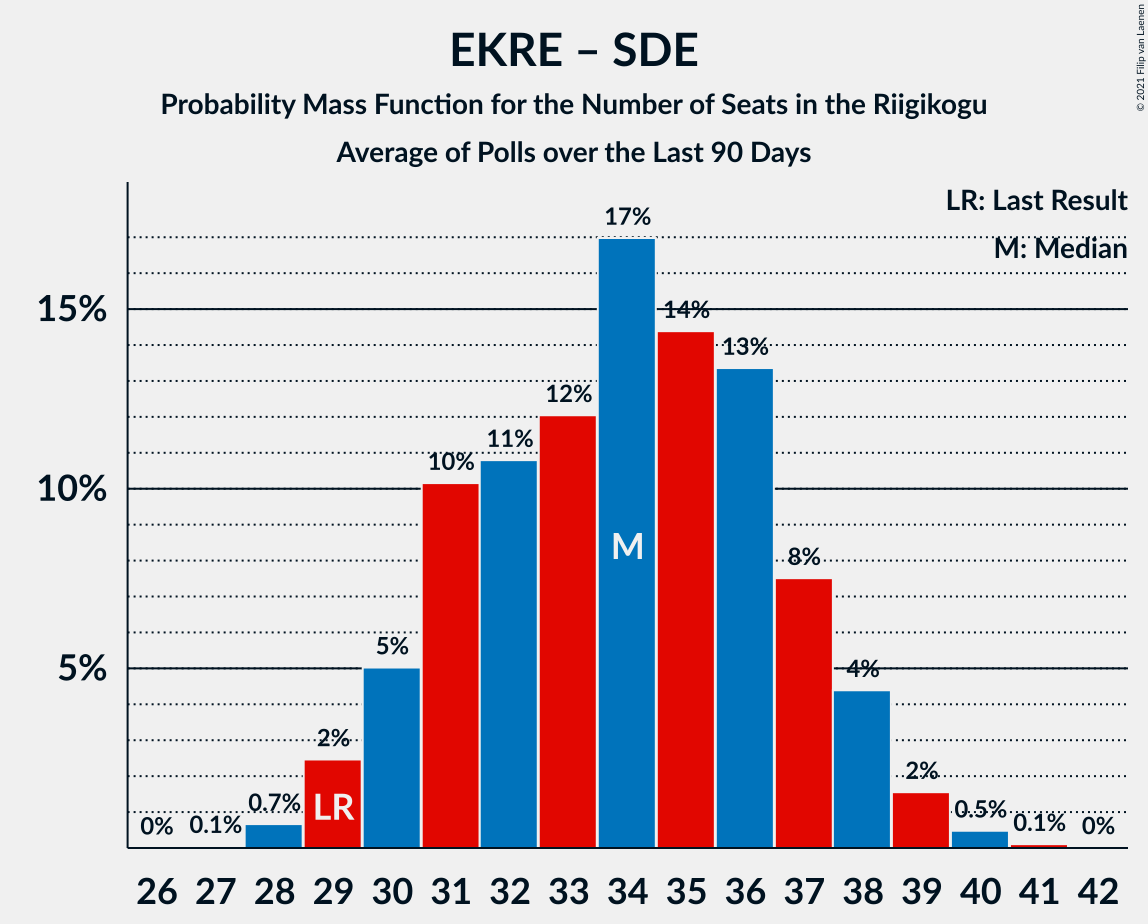 EKRE – SDE
Probability Mass Function for the Number of Seats in the Riigikogu
Average of Polls over the Last 90 Days
© 2021 Filip van Laenen
LR: Last Result
M: Median
17%
15%
14%
13%
12%
11%
10%
10%
M
8%
5%
5%
4%
2%
LR
2%
0%
0.1%
0.7%
0.5%
0.1%
0%
26 27 28 29 30 31 32 33 34 35 36 37 38 39 40 41 42